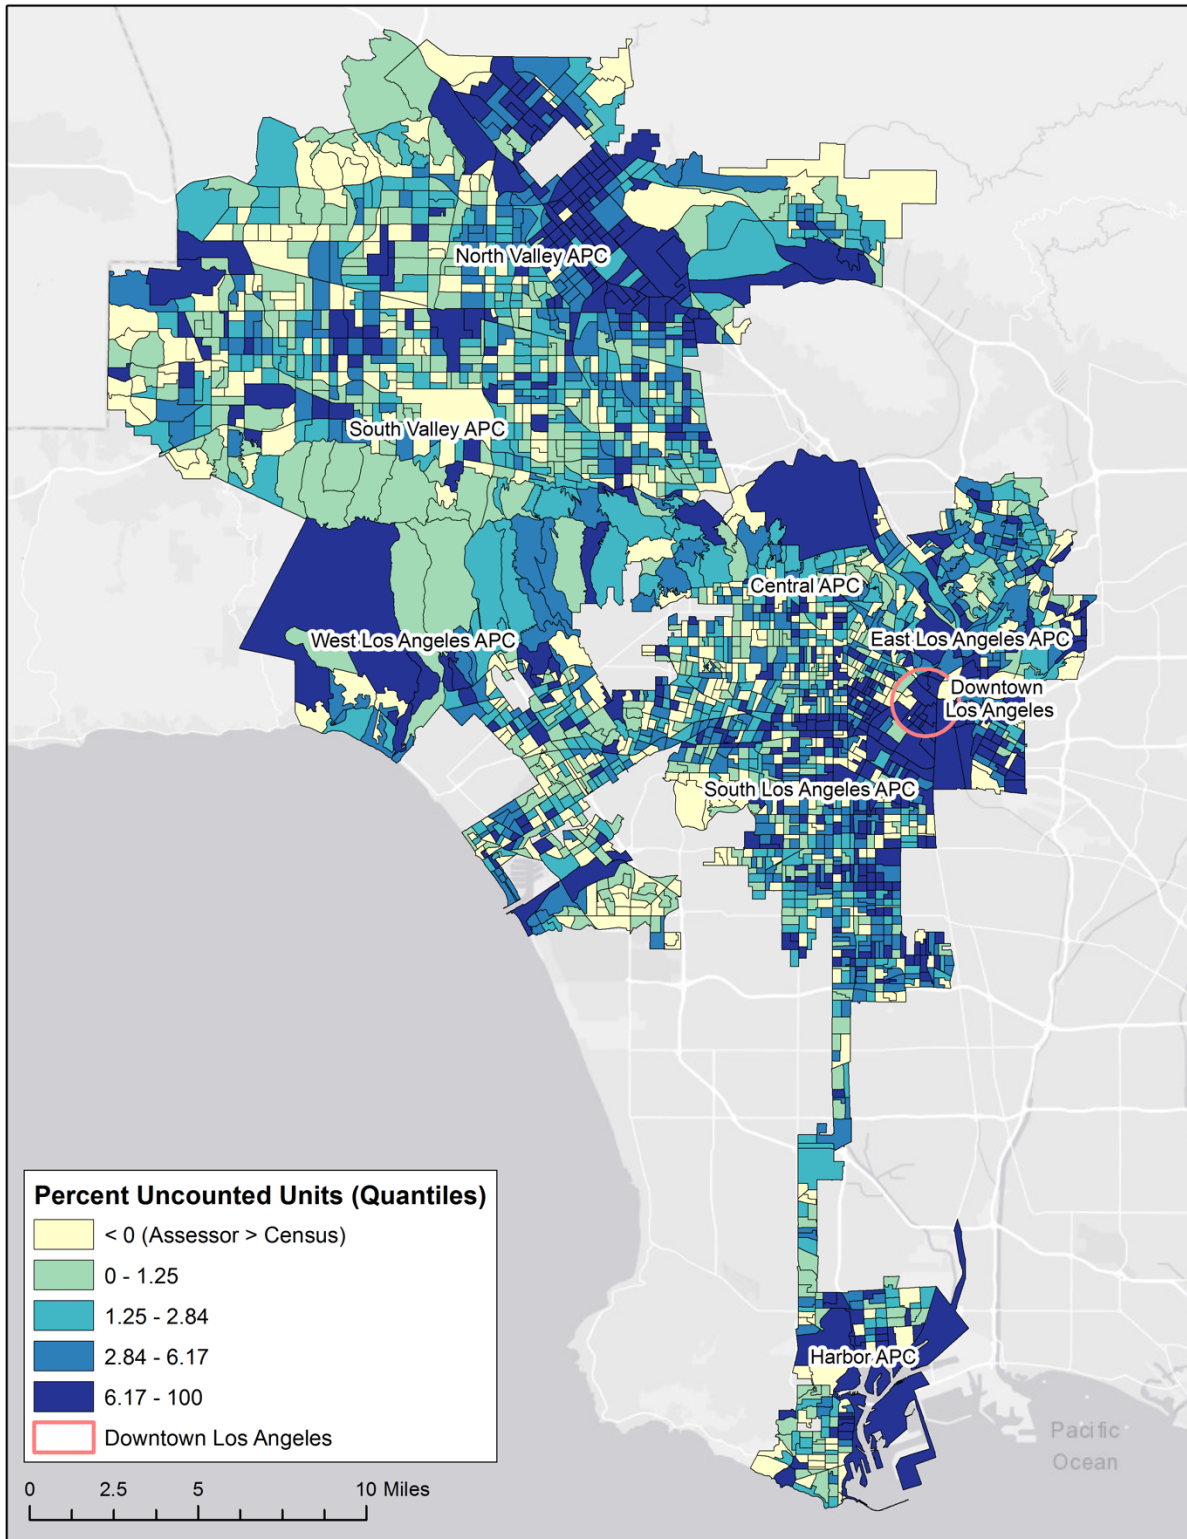 North Valley APC
South Valley APC
Central APC
West Los Angeles APC
East Los Angeles APC
Downtown
Los Angeles
South Los Angeles APC
Percent Uncounted Units (Quantiles)
< 0 (Assessor > Census)
0 - 1.25
1.25 - 2.84
2.84 - 6.17
6.17 - 100
Downtown Los Angeles
Harbor APC
Pacific
Ocean
0 2.5 5 10 Miles